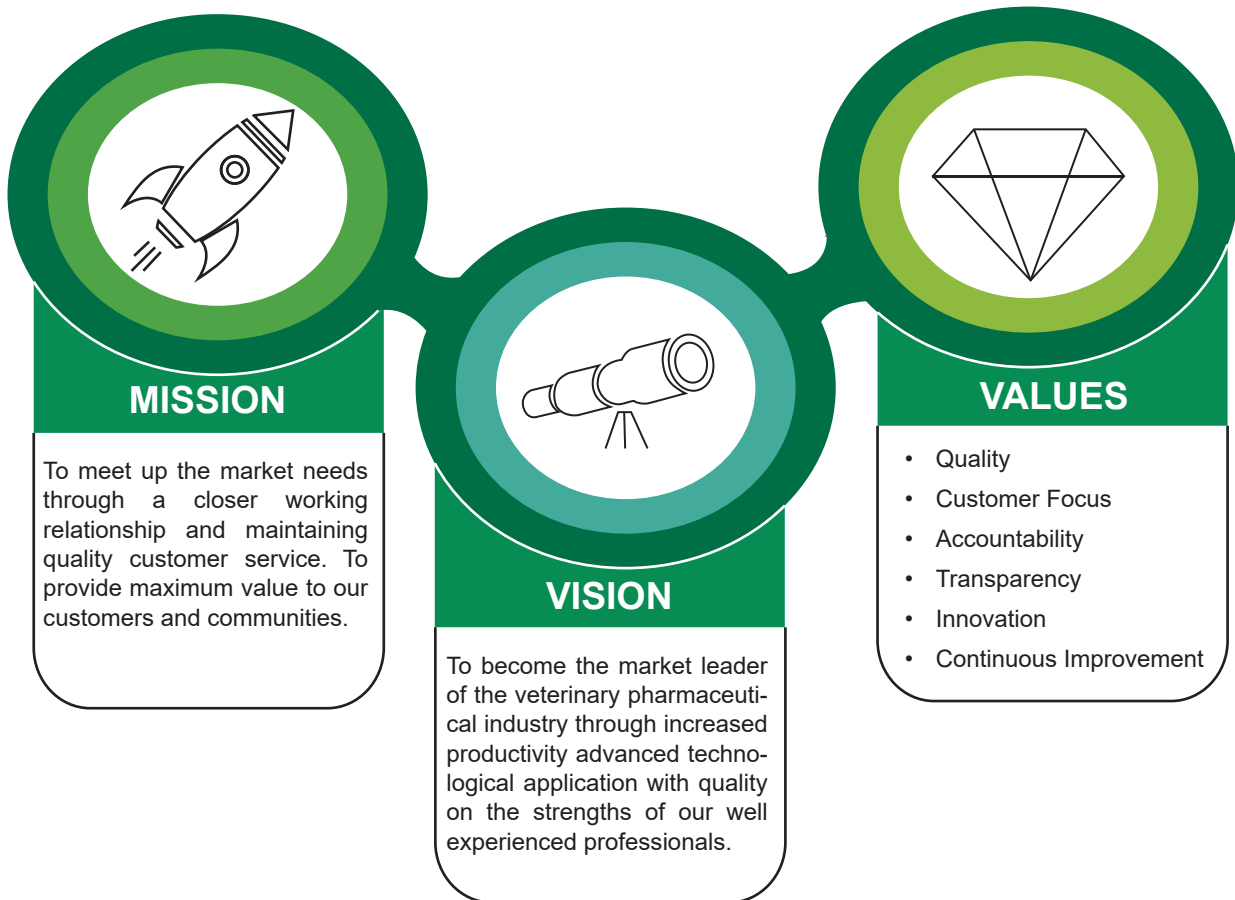 MISSION
To meet up the market needs
through a closer working
relationship and maintaining
quality customer service. To
provide maximum value to our
customers and communities.
VISION
To become the market leader
of the veterinary pharmaceuti-
cal industry through increased
productivity advanced techno-
logical application with quality
on the strengths of our well
experienced professionals.
VALUES
• Quality
• Customer Focus
• Accountability
• Transparency
• Innovation
• Continuous Improvement